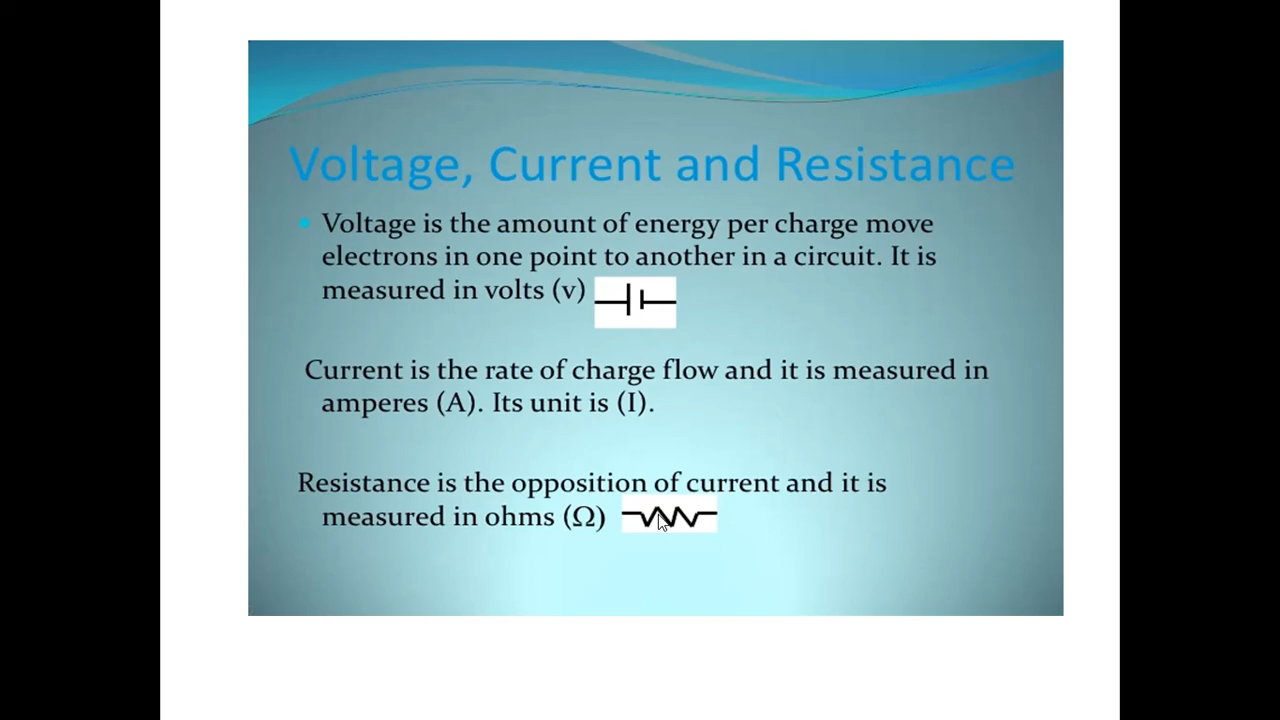 Voltage, Current and Resistance
Voltage is the amount of energy per charge move
electrons in one point to another in a circuit. It is
measured in volts (v)
Current is the rate of charge flow and it is measured in
amperes (A). Its unit is (I).
Resistance is the opposition of current and it is
measured in ohms (Ω)